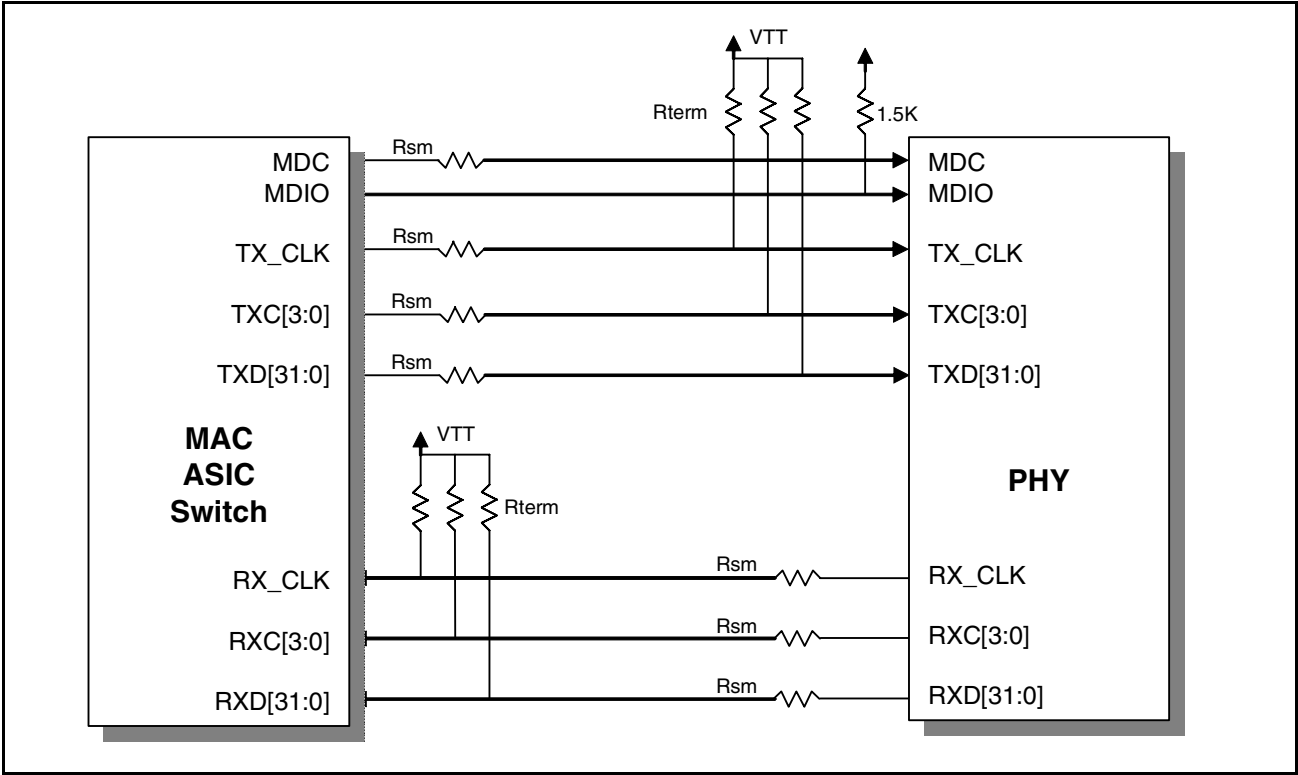 VTT
Rterm
1.5K
MDC
Rsm
MDC
MDIO
MDIO
TX_CLK
Rsm
TX_CLK
TXC[3:0]
Rsm
TXC[3:0]
TXD[31:0]
Rsm
TXD[31:0]
MAC
ASIC
Switch
VTT
Rterm
PHY
RX_CLK
Rsm
RX_CLK
RXC[3:0]
Rsm
RXC[3:0]
RXD[31:0]
Rsm
RXD[31:0]